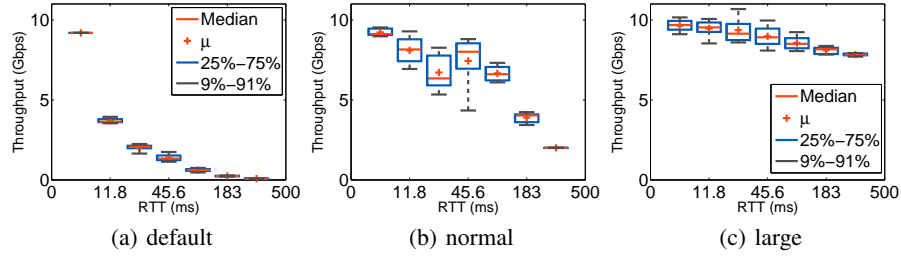 Throughput (Gbps)
10
5
0
0
11.8
45.6
183
500
RTT (ms)
Median
μ
25%−75%
9%−91%
(a) default
Throughput (Gbps)
10
5
0
0
11.8
45.6
183
500
RTT (ms)
(b) normal
Throughput (Gbps)
10
5
0
0
11.8
45.6
183
500
RTT (ms)
Median
μ
25%−75%
9%−91%
(c) large